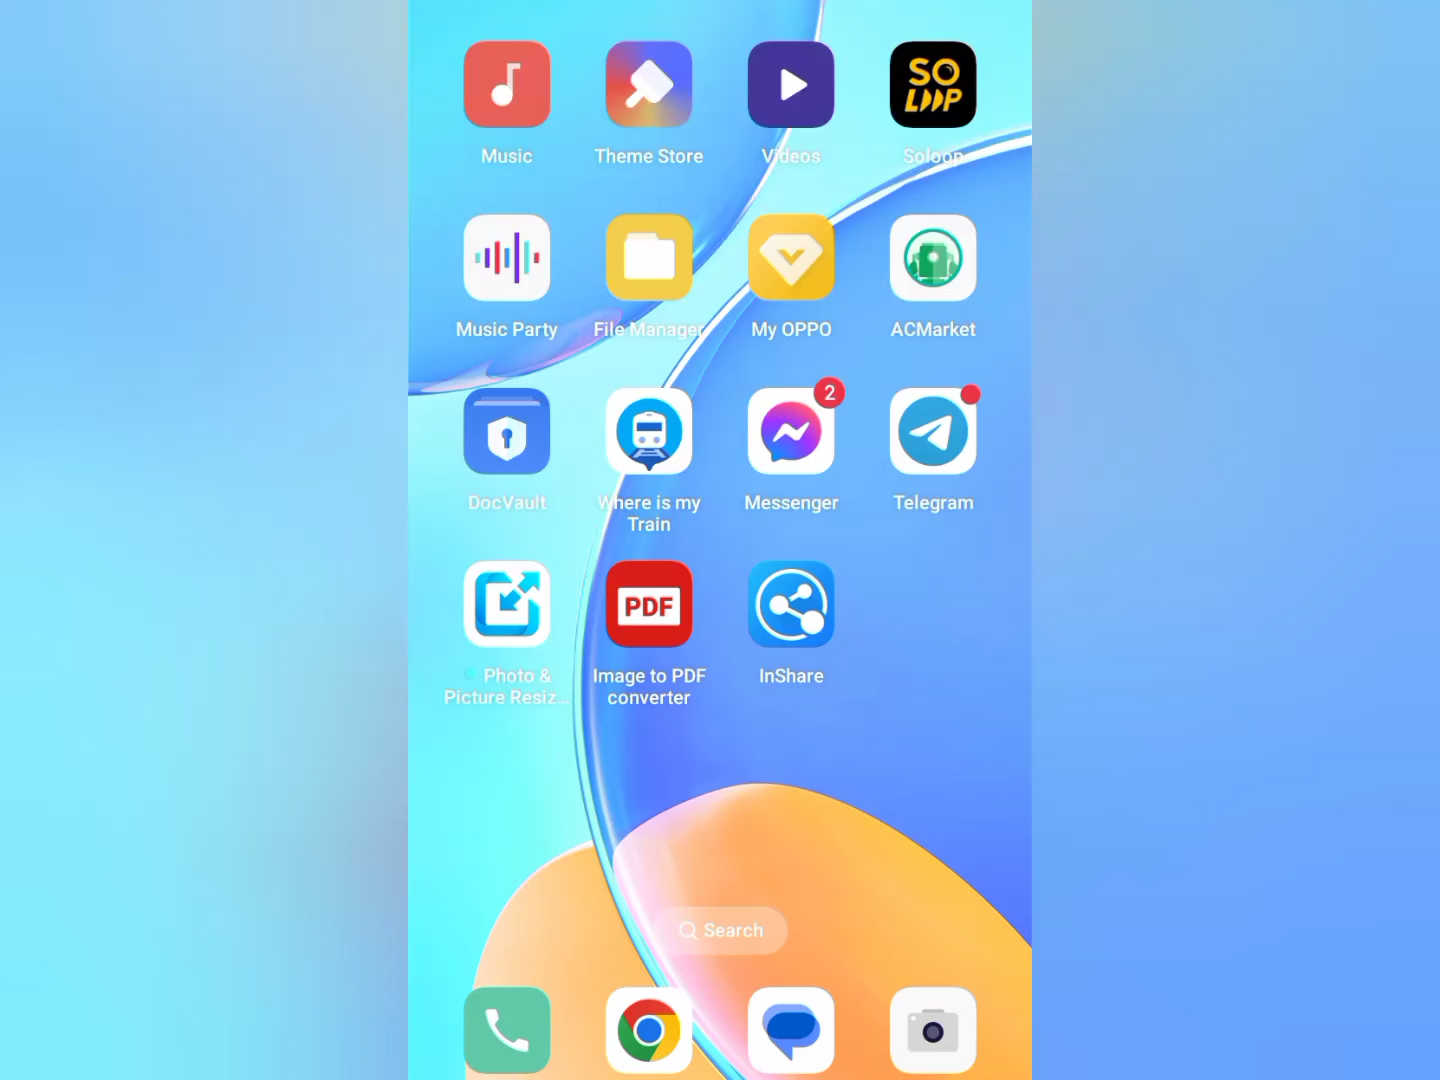 SO
LOOP
Music
Theme Store
Videos
Soloop
Music Party
File Manager
My OPPO
ACMarket
2
DocVault
Where is my
Train
Messenger
Telegram
PDF
Photo &
Picture Resiz...
Image to PDF
converter
InShare
Search